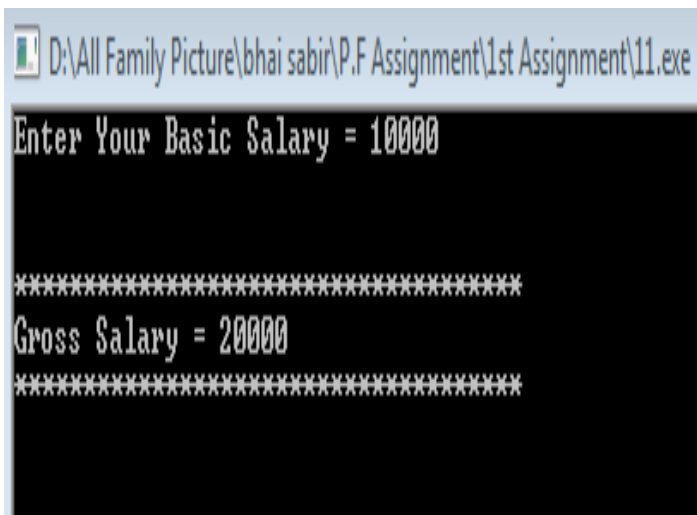 D:\All Family Picture\bhai sabir\P.F Assignment\1st Assignment\11.exe
Enter Your Basic Salary = 10000
*************************************
Gross Salary = 20000
*************************************